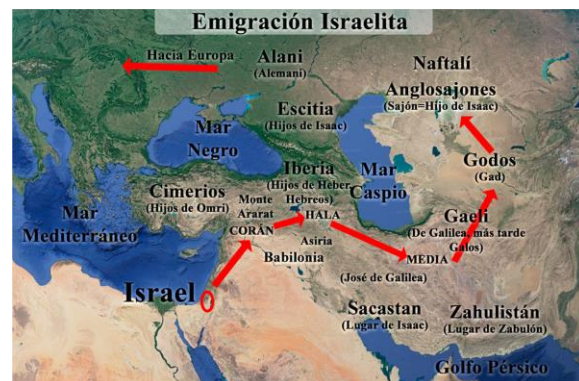 Emigración Israelita
Hacia Europa
Alani
(Alemani)
Naftalí
Anglosajones
(Sajón=Hijo de Isaac)
Escitia
(Hijos de Isaac)
Mar
Negro
Godos
(Gad)
Iberia
(Hijos de Heber,
Hebreos)
Mar
Caspio
Cimerios
(Hijos de Omri)
Monte
Ararat
CORÁN
HALA
Mar
Mediterráneo
Gaeli
(De Galilea, más tarde
Galos)
Asiria
Babilonia
MEDIA
(José de Galilea)
Israel
Sacastan
(Lugar de Isaac)
Zahulistán
(Lugar de Zabulón)
Golfo Pérsico